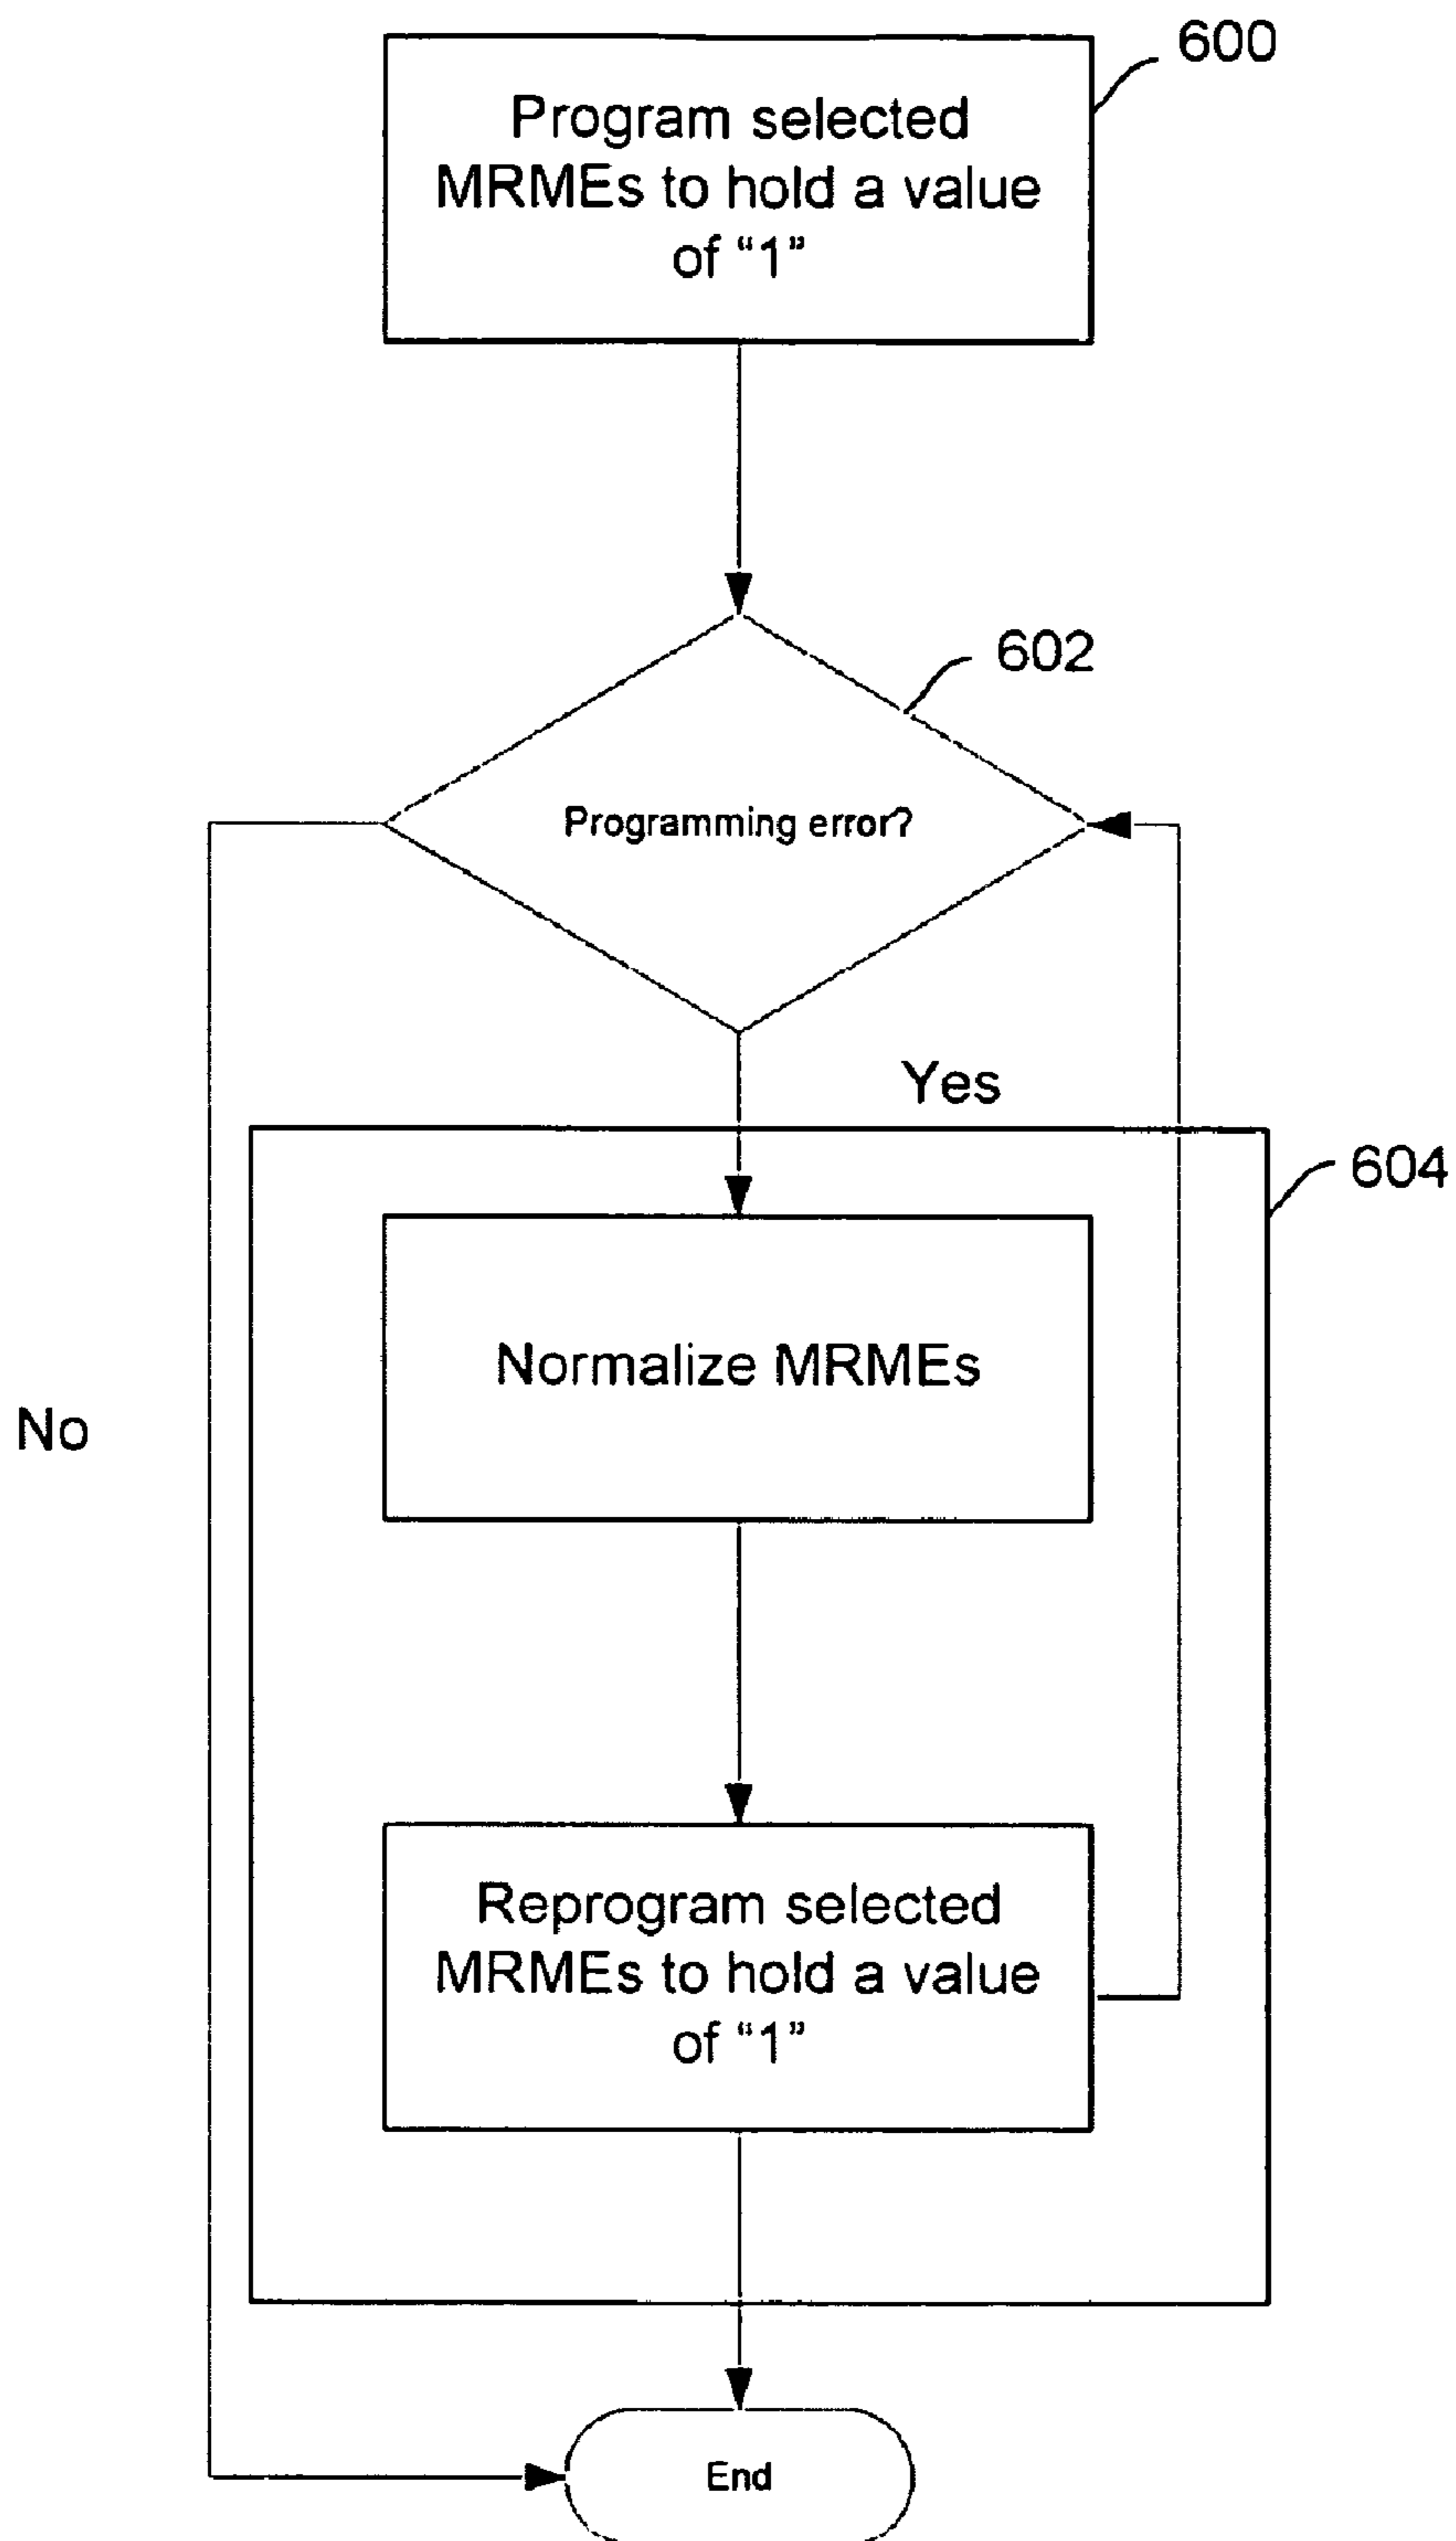 600
Program selected
MRMEs to hold a value
of “1”
602
Programming error?
Yes
604
Normalize MRMEs
No
Reprogram selected
MRMEs to hold a value
of “1”
End